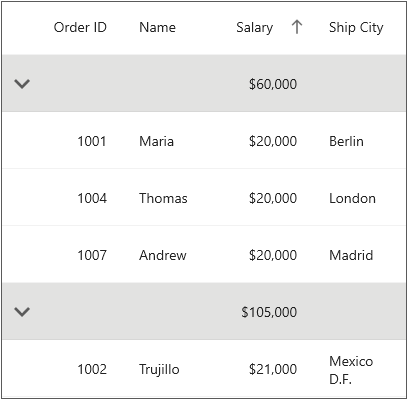 Order ID Name Salary Ship City
$60,000
1001 Maria $20,000 Berlin
1004 Thomas $20,000 London
1007 Andrew $20,000 Madrid
$105,000
1002 Trujillo $21,000 Mexico
D.F.